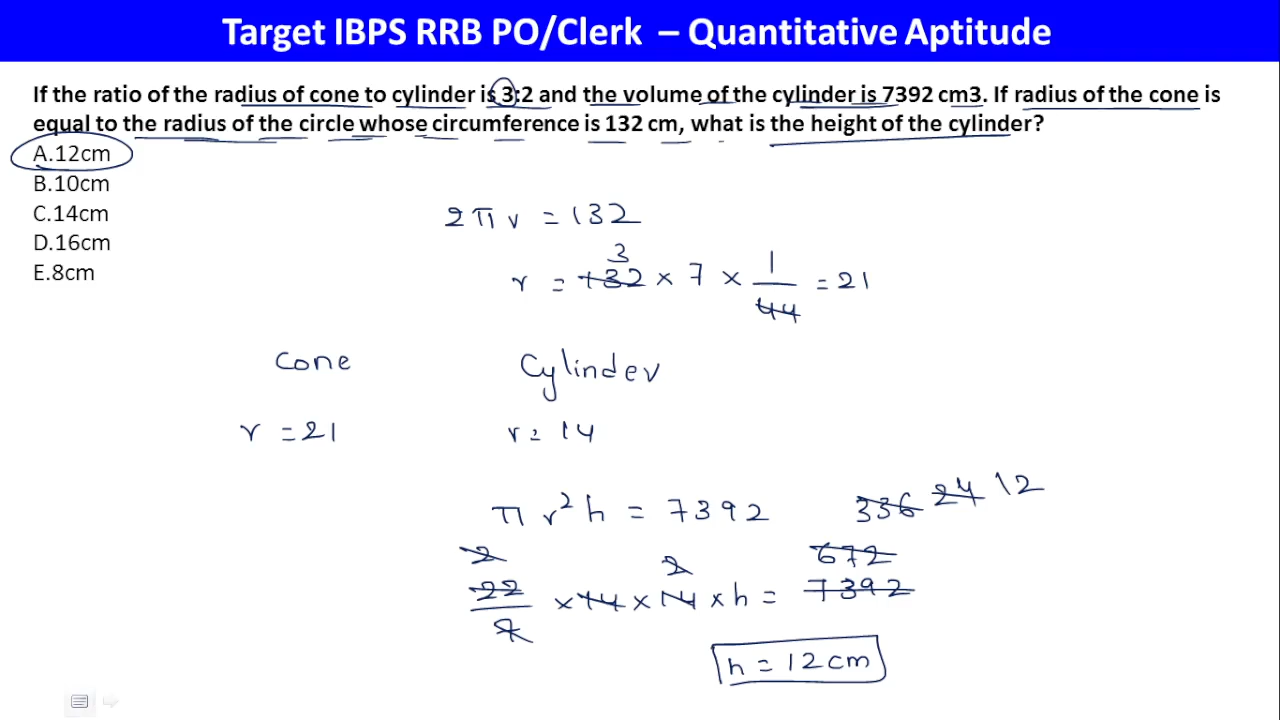 Target IBPS RRB PO/Clerk – Quantitative Aptitude
If the ratio of the radius of cone to cylinder is 3:2 and the volume of the cylinder is 7392 cm3. If radius of the cone is
equal to the radius of the circle whose circumference is 132 cm, what is the height of the cylinder?
A.12cm
B.10cm
C.14cm
D.16cm
E.8cm
2 π r = 132
3
r = 132 × 7 × 1/44 = 21
Cone Cylinder
r = 21 r = 14
π r² h = 7392 336 24 12
2 2 672
22/7 × 14 × 14 × h = 7392
h = 12 cm